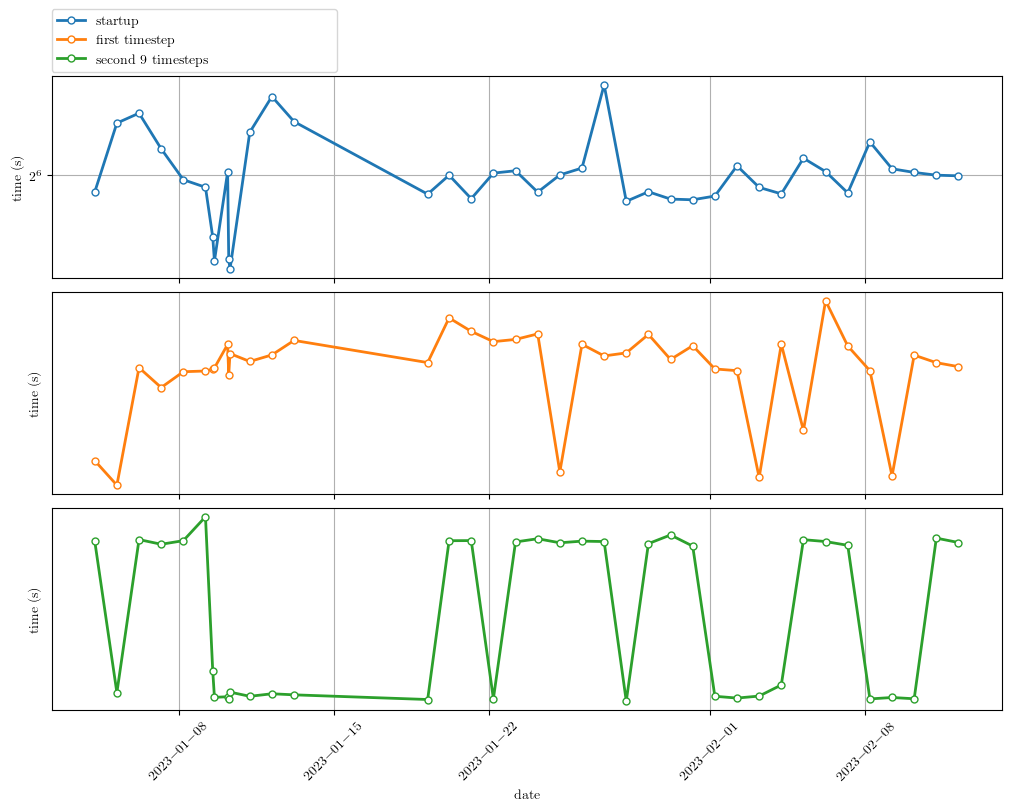 startup
first timestep
second 9 timesteps
time (s)
2⁶
time (s)
time (s)
2023−01−08
2023−01−15
2023−01−22
2023−02−01
2023−02−08
date